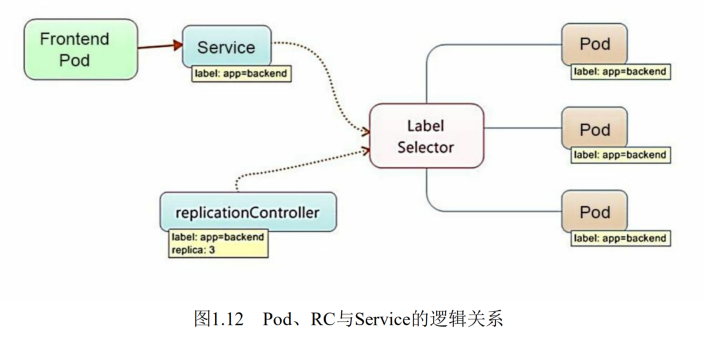 Frontend
Pod
Service
label: app=backend
replicationController
label: app=backend
replica: 3
Label
Selector
Pod
label: app=backend
Pod
label: app=backend
Pod
label: app=backend
图1.12 Pod、RC与Service的逻辑关系